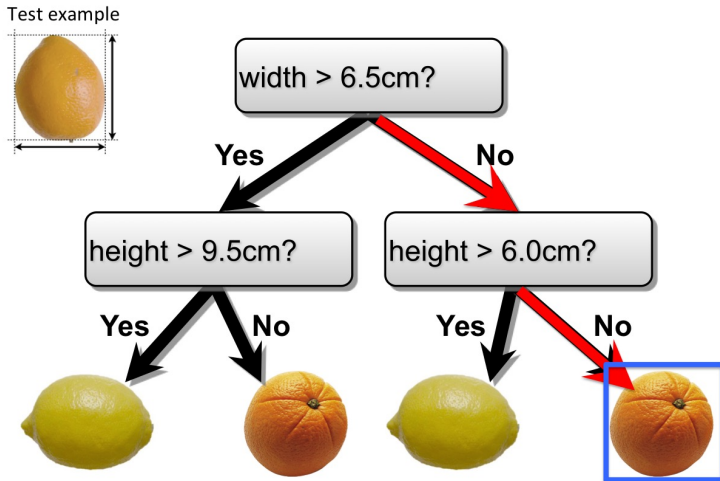 Test example
width > 6.5cm?
Yes
No
height > 9.5cm?
height > 6.0cm?
Yes
No
Yes
No